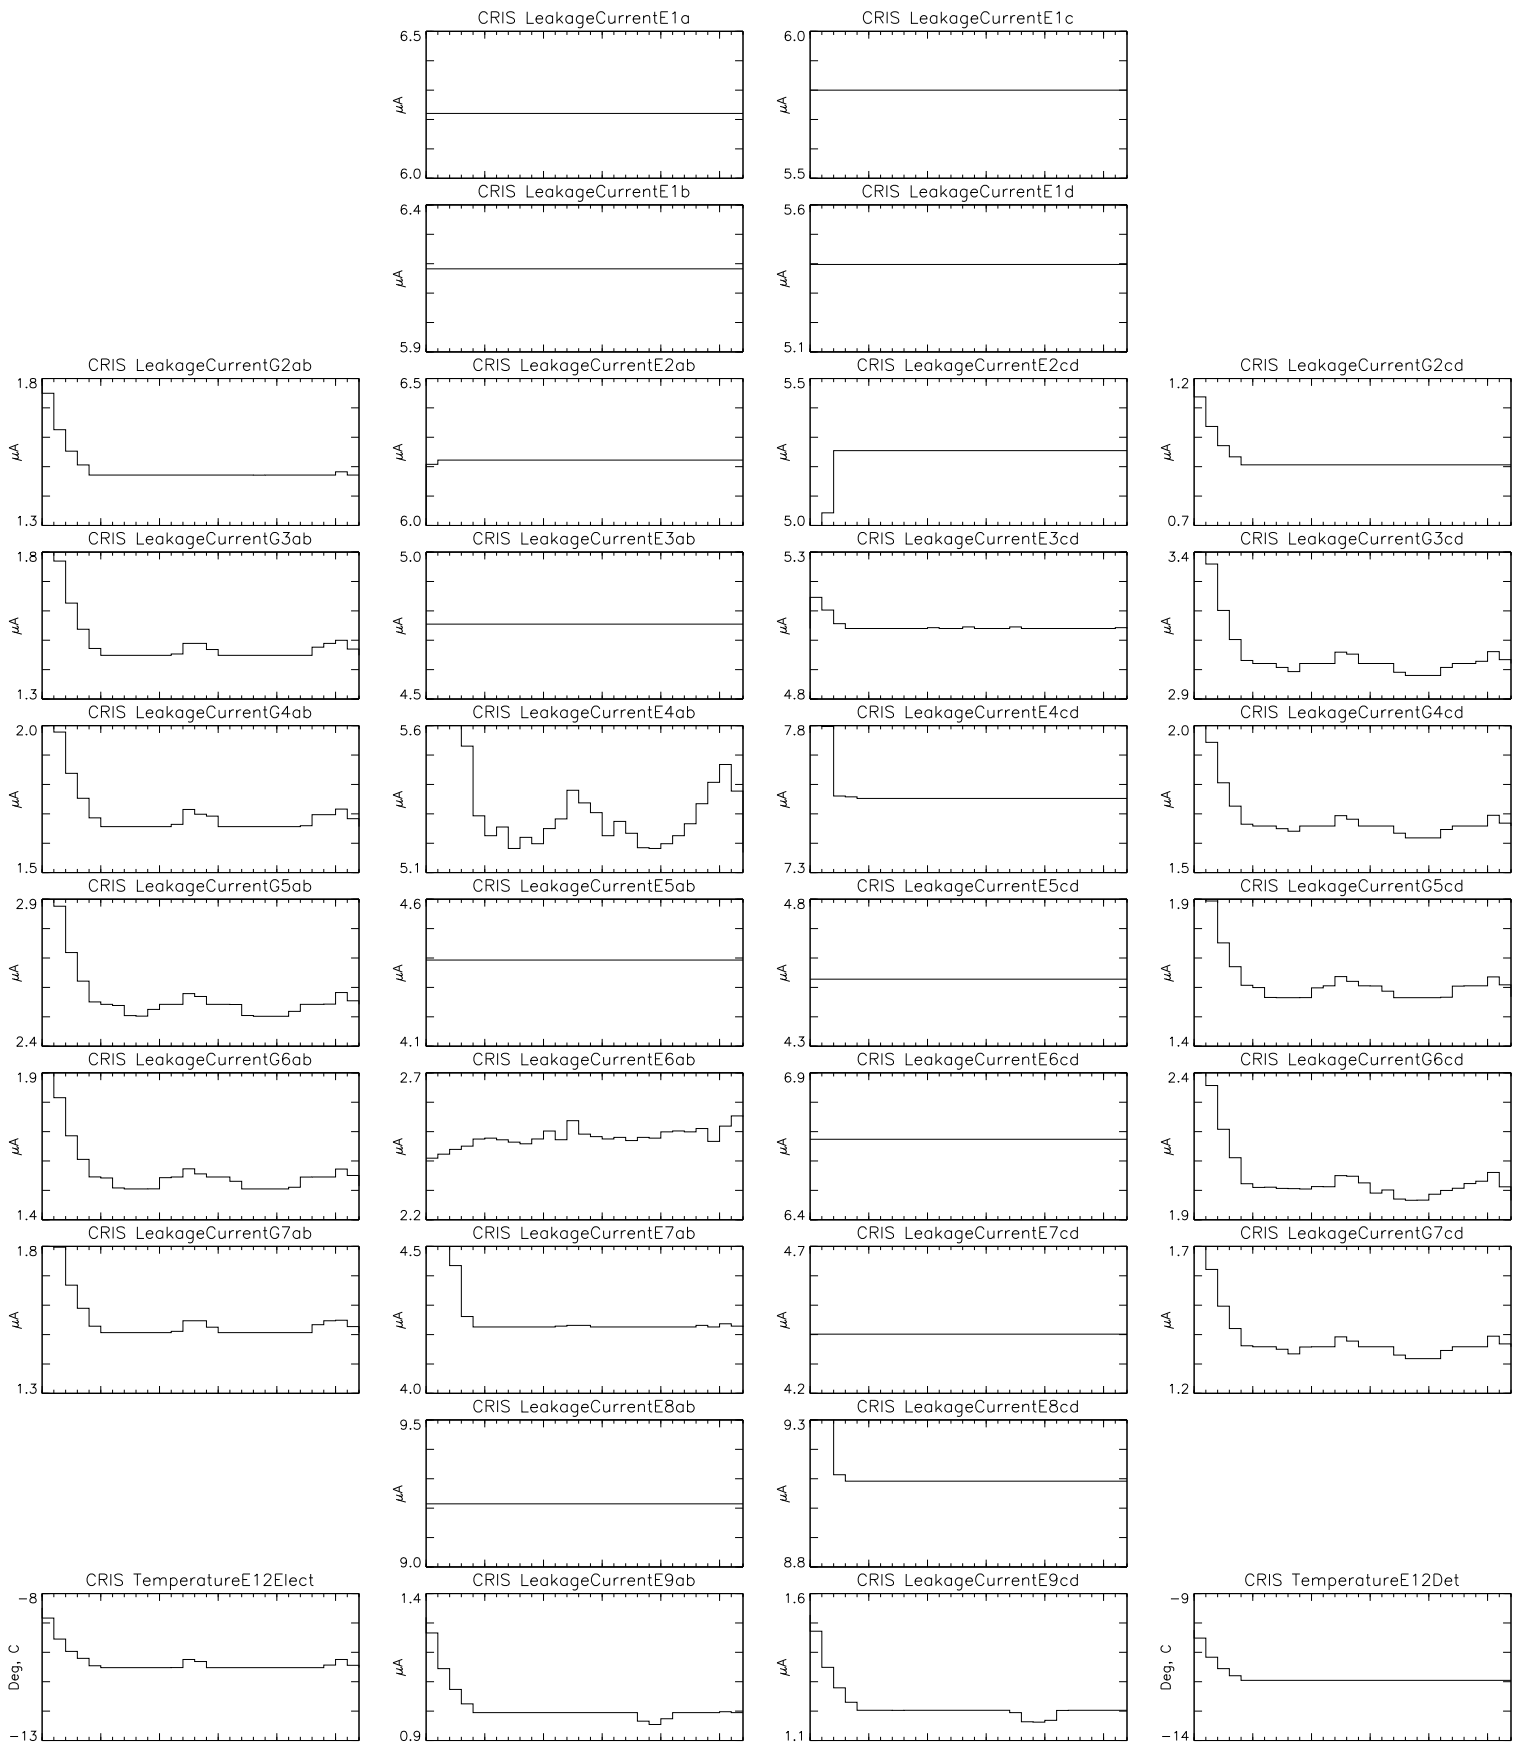 CRIS LeakageCurrentE1a
6.5
μA
6.0
CRIS LeakageCurrentE1c
6.0
μA
5.5
CRIS LeakageCurrentE1b
6.4
μA
5.9
CRIS LeakageCurrentE1d
5.6
μA
5.1
CRIS LeakageCurrentG2ab
1.8
μA
1.3
CRIS LeakageCurrentE2ab
6.5
μA
6.0
CRIS LeakageCurrentE2cd
5.5
μA
5.0
CRIS LeakageCurrentG2cd
1.2
μA
0.7
CRIS LeakageCurrentG3ab
1.8
μA
1.3
CRIS LeakageCurrentE3ab
5.0
μA
4.5
CRIS LeakageCurrentE3cd
5.3
μA
4.8
CRIS LeakageCurrentG3cd
3.4
μA
2.9
CRIS LeakageCurrentG4ab
2.0
μA
1.5
CRIS LeakageCurrentE4ab
5.6
μA
5.1
CRIS LeakageCurrentE4cd
7.8
μA
7.3
CRIS LeakageCurrentG4cd
2.0
μA
1.5
CRIS LeakageCurrentG5ab
2.9
μA
2.4
CRIS LeakageCurrentE5ab
4.6
μA
4.1
CRIS LeakageCurrentE5cd
4.8
μA
4.3
CRIS LeakageCurrentG5cd
1.9
μA
1.4
CRIS LeakageCurrentG6ab
1.9
μA
1.4
CRIS LeakageCurrentE6ab
2.7
μA
2.2
CRIS LeakageCurrentE6cd
6.9
μA
6.4
CRIS LeakageCurrentG6cd
2.4
μA
1.9
CRIS LeakageCurrentG7ab
1.8
μA
1.3
CRIS LeakageCurrentE7ab
4.5
μA
4.0
CRIS LeakageCurrentE7cd
4.7
μA
4.2
CRIS LeakageCurrentG7cd
1.7
μA
1.2
CRIS LeakageCurrentE8ab
9.5
μA
9.0
CRIS LeakageCurrentE8cd
9.3
μA
8.8
CRIS TemperatureE12Elect
-8
Deg, C
-13
CRIS LeakageCurrentE9ab
1.4
μA
0.9
CRIS LeakageCurrentE9cd
1.6
μA
1.1
CRIS TemperatureE12Det
-9
Deg, C
-14